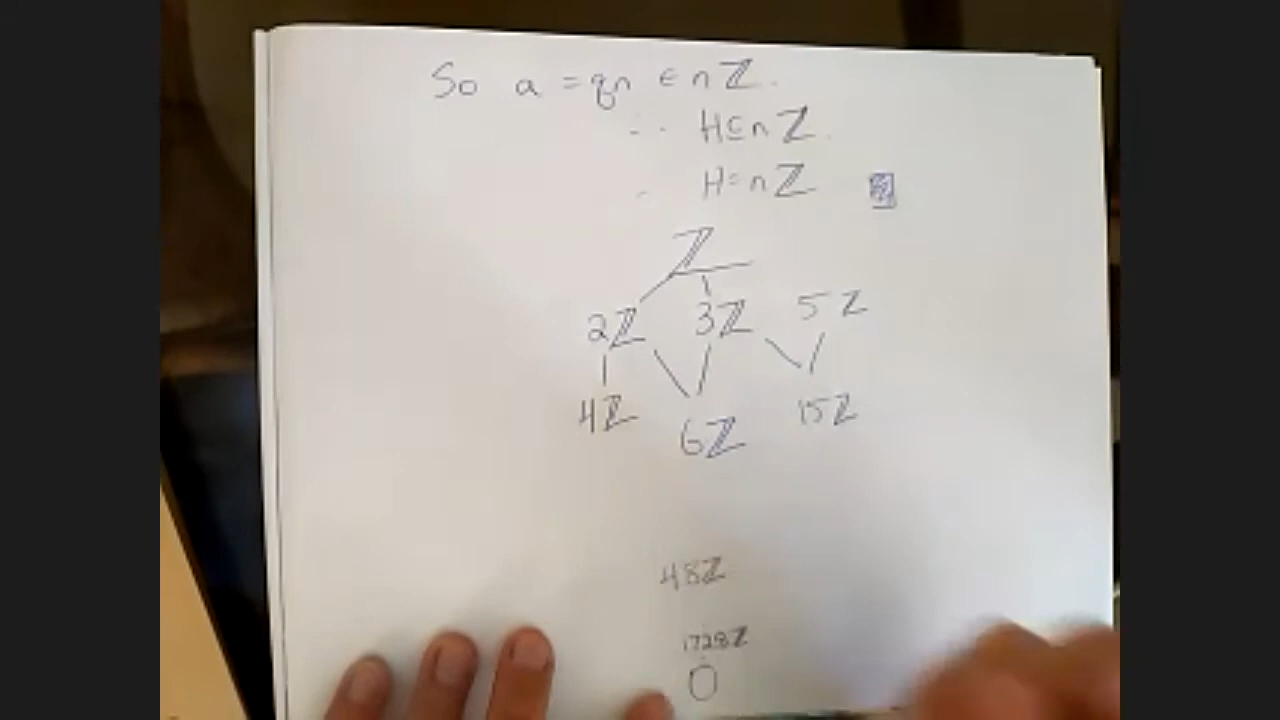 So a = qn ∈ nℤ.
∴ H ⊆ nℤ.
∴ H = nℤ
ℤ
2ℤ 3ℤ 5ℤ
4ℤ 6ℤ 15ℤ
48ℤ
1728ℤ
0